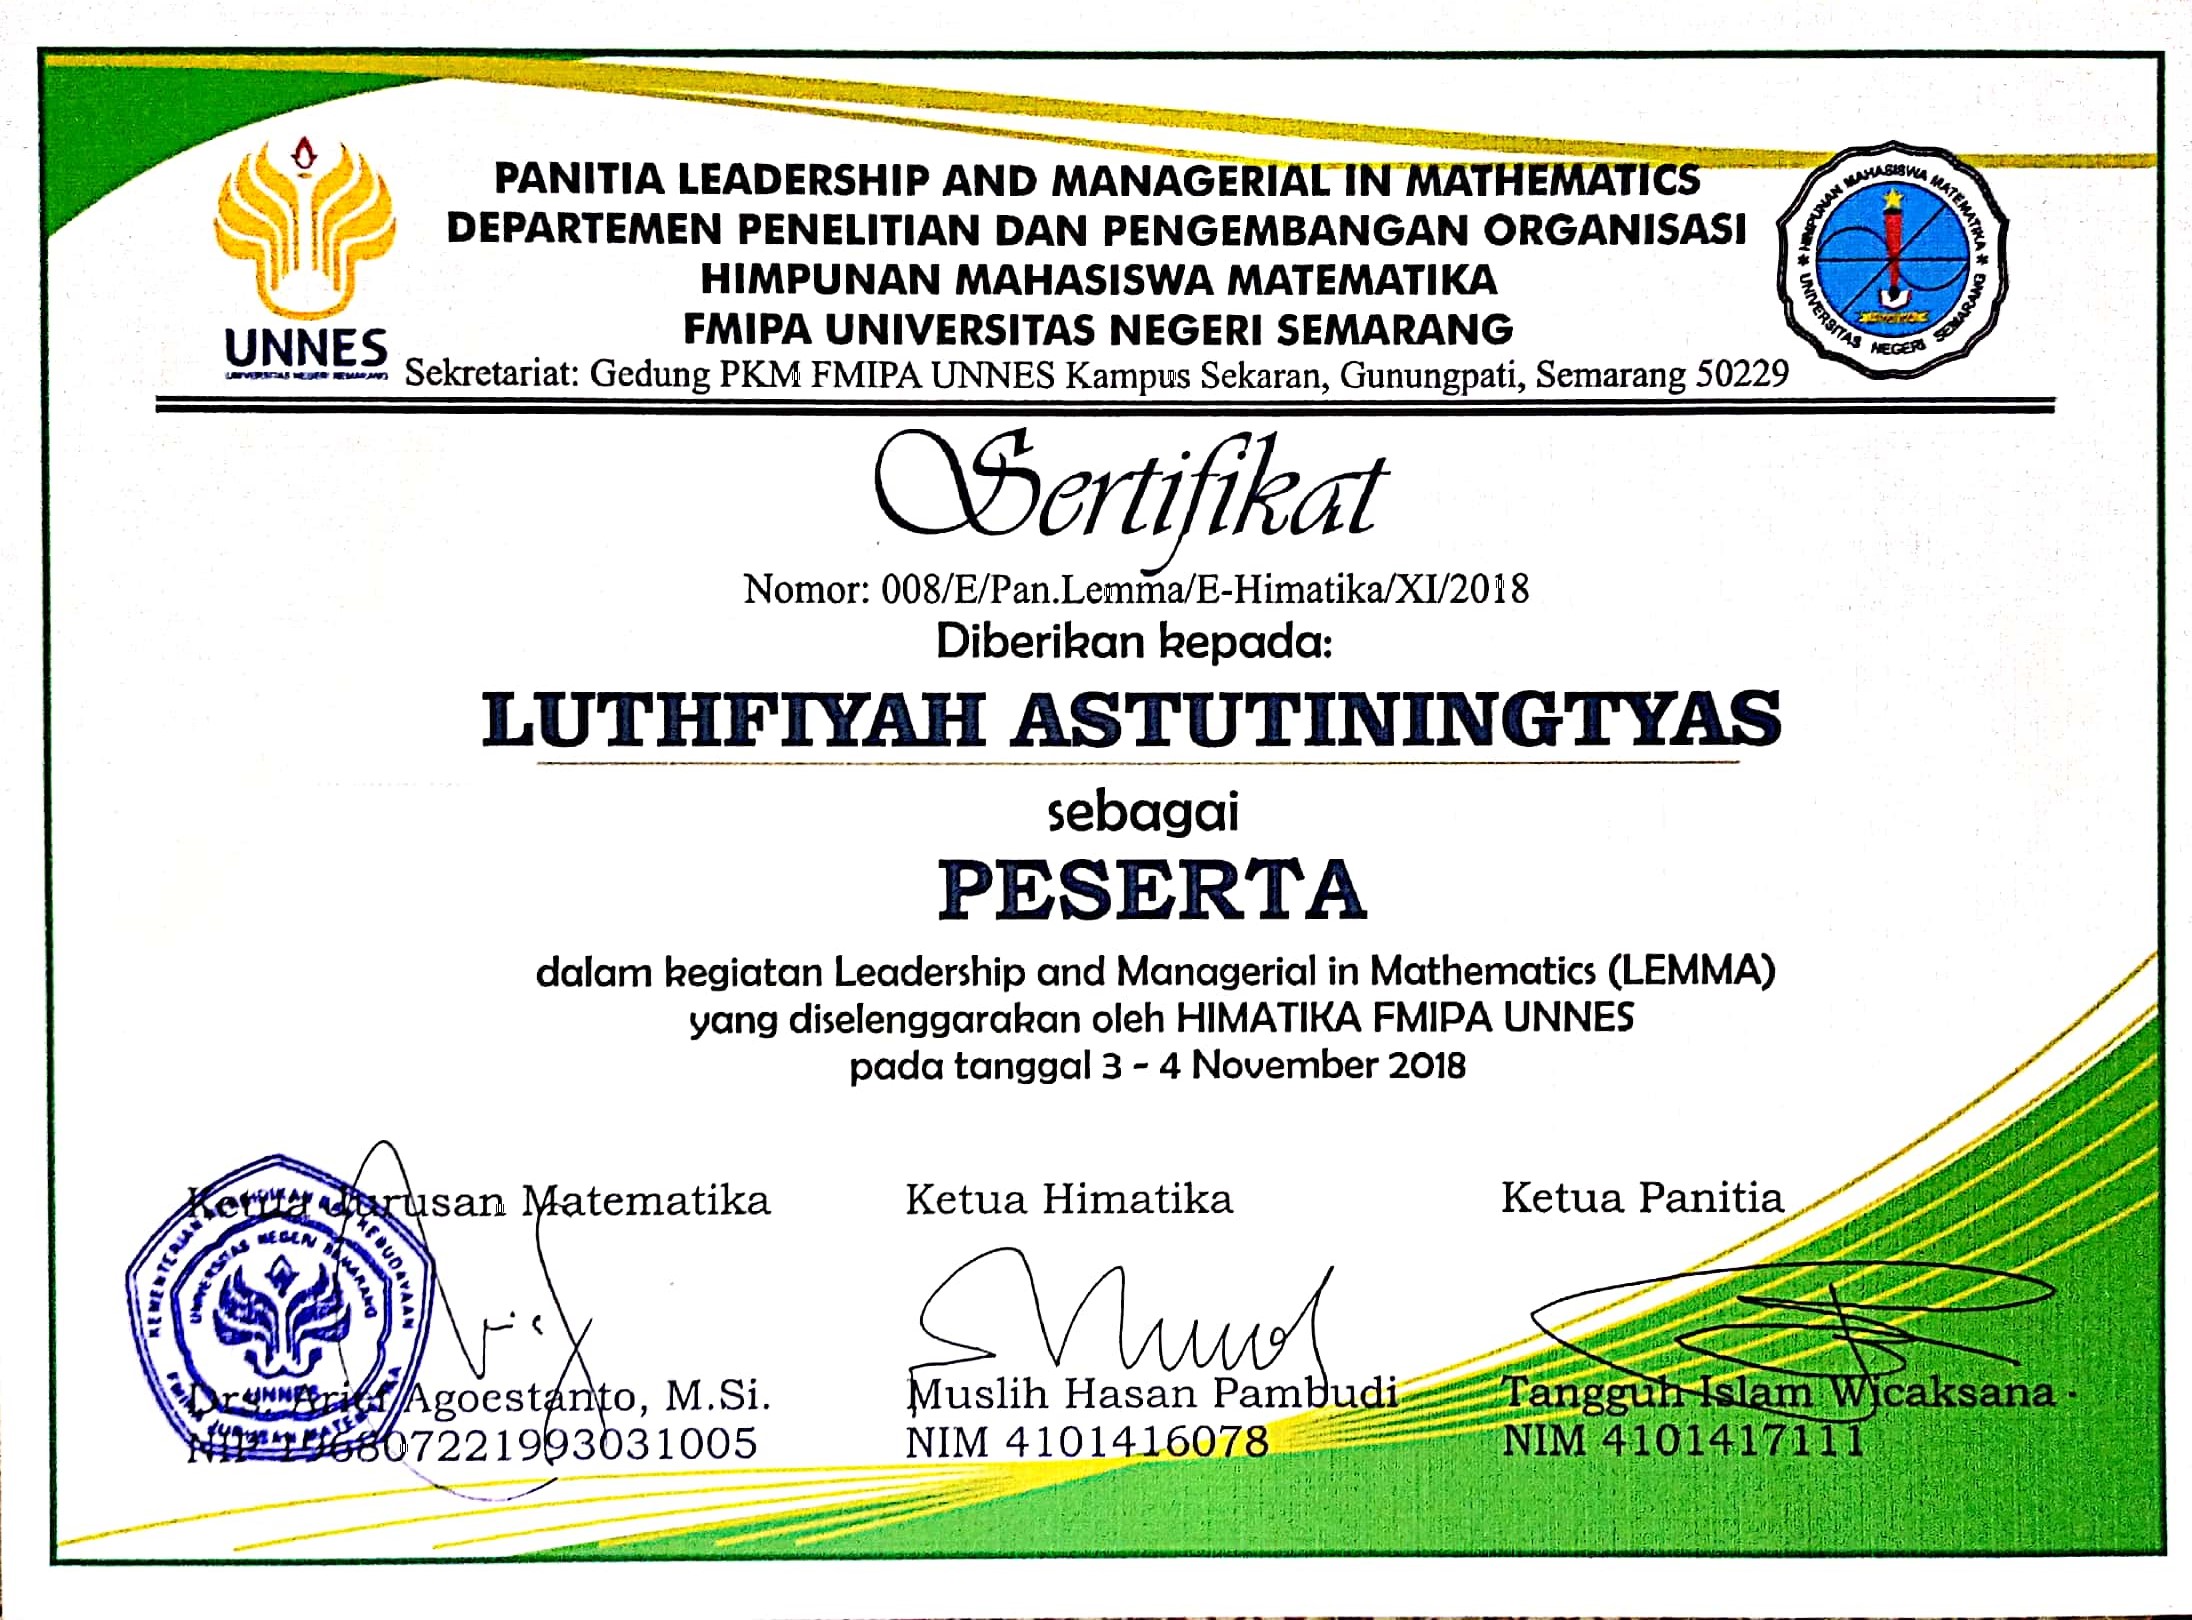 PANITIA LEADERSHIP AND MANAGERIAL IN MATHEMATICS
DEPARTEMEN PENELITIAN DAN PENGEMBANGAN ORGANISASI
HIMPUNAN MAHASISWA MATEMATIKA
FMIPA UNIVERSITAS NEGERI SEMARANG
Sekretariat: Gedung PKM FMIPA UNNES Kampus Sekaran, Gunungpati, Semarang 50229
UNNES
UNIVERSITAS NEGERI SEMARANG
HIMPUNAN MAHASISWA MATEMATIKA
UNIVERSITAS NEGERI SEMARANG
Sertifikat
Nomor: 008/E/Pan.Lemma/E-Himatika/XI/2018
Diberikan kepada:
LUTHFIYAH ASTUTININGTYAS
sebagai
PESERTA
dalam kegiatan Leadership and Managerial in Mathematics (LEMMA)
yang diselenggarakan oleh HIMATIKA FMIPA UNNES
pada tanggal 3 - 4 November 2018
Ketua Jurusan Matematika
Drs. Arief Agoestanto, M.Si.
NIP 196807221993031005
KEMENTERIAN PENDIDIKAN DAN KEBUDAYAAN
UNIVERSITAS NEGERI SEMARANG
UNNES
FMIPA JURUSAN MATEMATIKA
Ketua Himatika
Muslih Hasan Pambudi
NIM 4101416078
Ketua Panitia
Tangguh Islam Wicaksana
NIM 4101417111